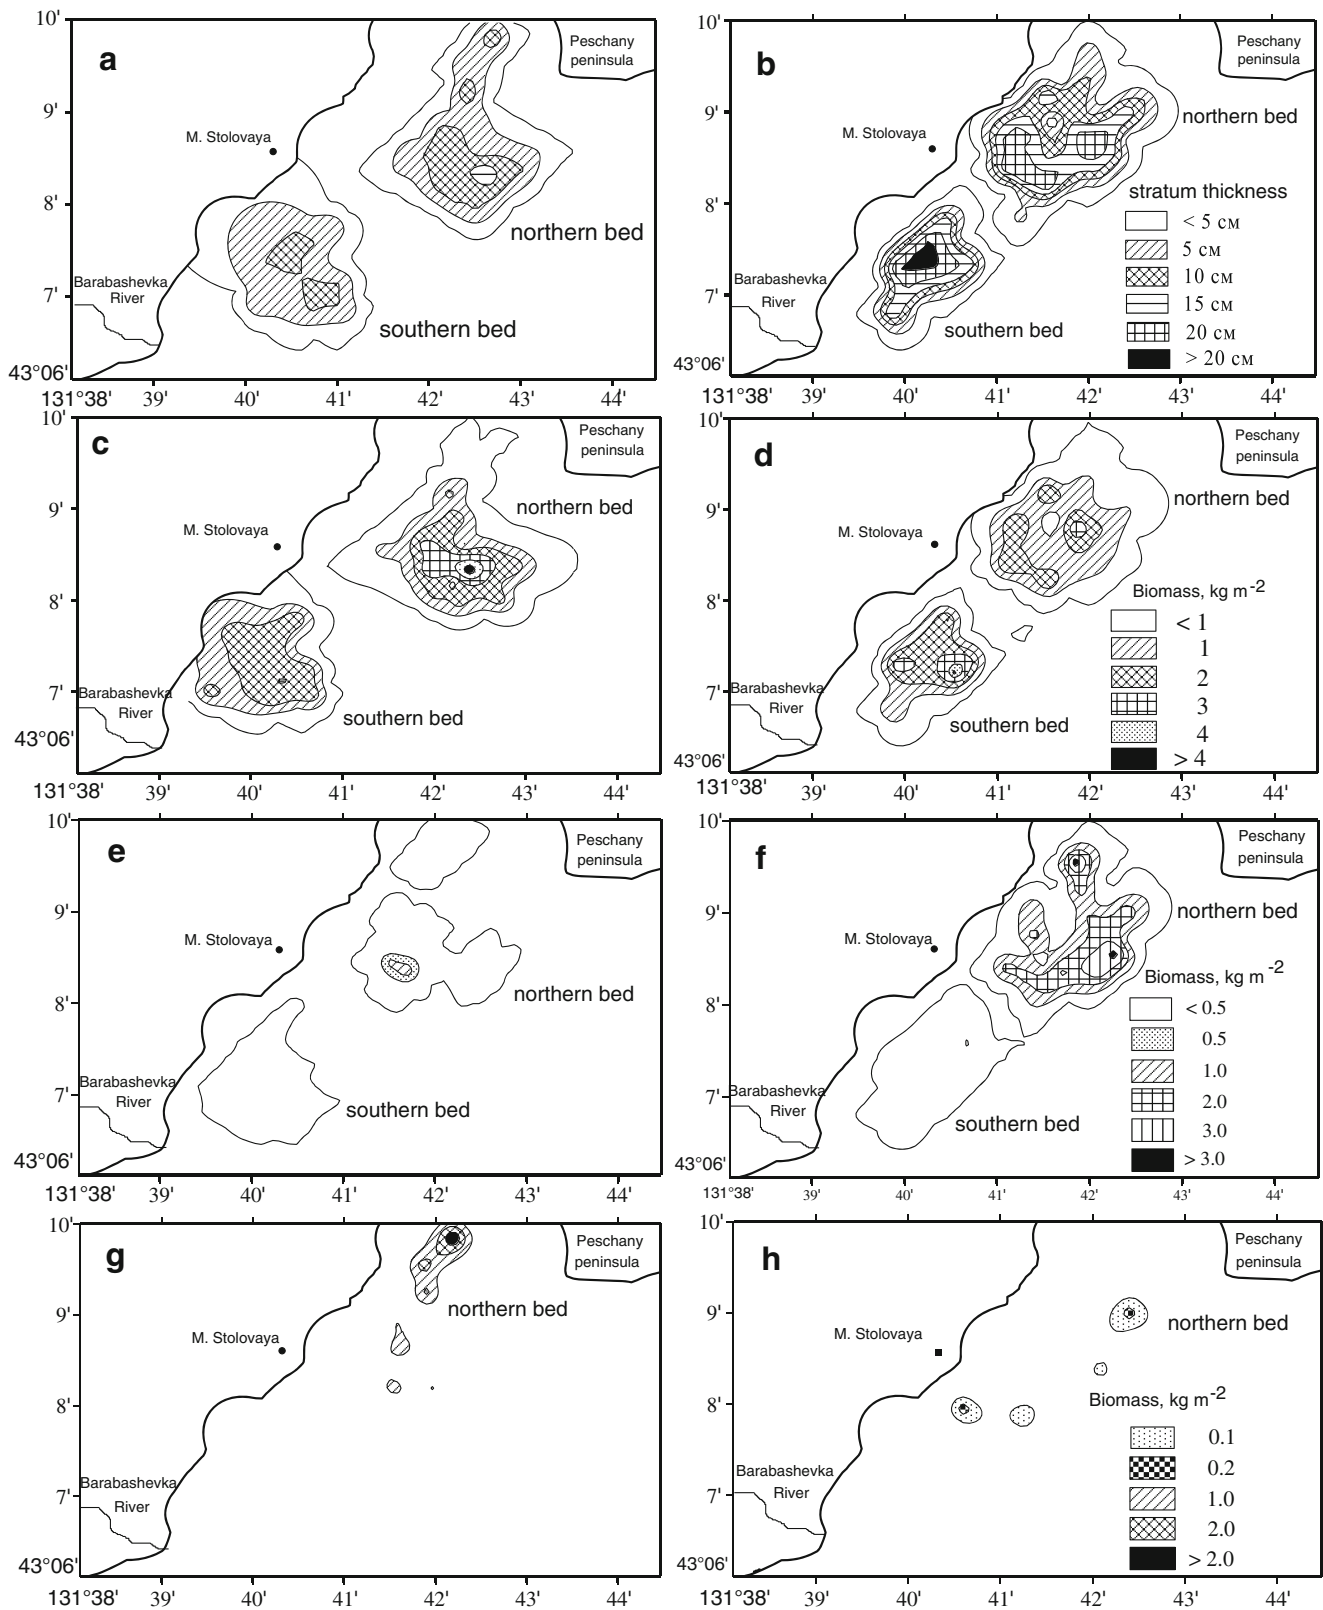 a
10'
9'
8'
7'
43°06'
131°38'
39'
40'
41'
42'
43'
44'
Peschany
peninsula
M. Stolovaya
northern bed
Barabashevka
River
southern bed
b
10'
9'
8'
7'
43°06'
131°38'
39'
40'
41'
42'
43'
44'
Peschany
peninsula
northern bed
M. Stolovaya
stratum thickness
< 5 см
5 см
10 см
15 см
20 см
> 20 см
Barabashevka
River
southern bed
c
10'
9'
8'
7'
43°06'
131°38'
39'
40'
41'
42'
43'
44'
Peschany
peninsula
northern bed
M. Stolovaya
Barabashevka
River
southern bed
d
10'
9'
8'
7'
43°06'
131°38'
39'
40'
41'
42'
43'
44'
Peschany
peninsula
northern bed
M. Stolovaya
Biomass, kg m-2
< 1
1
2
3
4
> 4
Barabashevka
River
southern bed
e
10'
9'
8'
7'
43°06'
131°38'
39'
40'
41'
42'
43'
44'
Peschany
peninsula
M. Stolovaya
northern bed
Barabashevka
River
southern bed
f
10'
9'
8'
7'
43°06'
131°38'
39'
40'
41'
42'
43'
44'
Peschany
peninsula
northern bed
M. Stolovaya
Biomass, kg m-2
< 0.5
0.5
1.0
2.0
3.0
> 3.0
Barabashevka
River
southern bed
g
10'
9'
8'
7'
43°06'
131°38'
39'
40'
41'
42'
43'
44'
Peschany
peninsula
northern bed
M. Stolovaya
Barabashevka
River
h
10'
9'
8'
7'
43°06'
131°38'
39'
40'
41'
42'
43'
44'
Peschany
peninsula
northern bed
M. Stolovaya
Biomass, kg m-2
0.1
0.2
1.0
2.0
> 2.0
Barabashevka
River